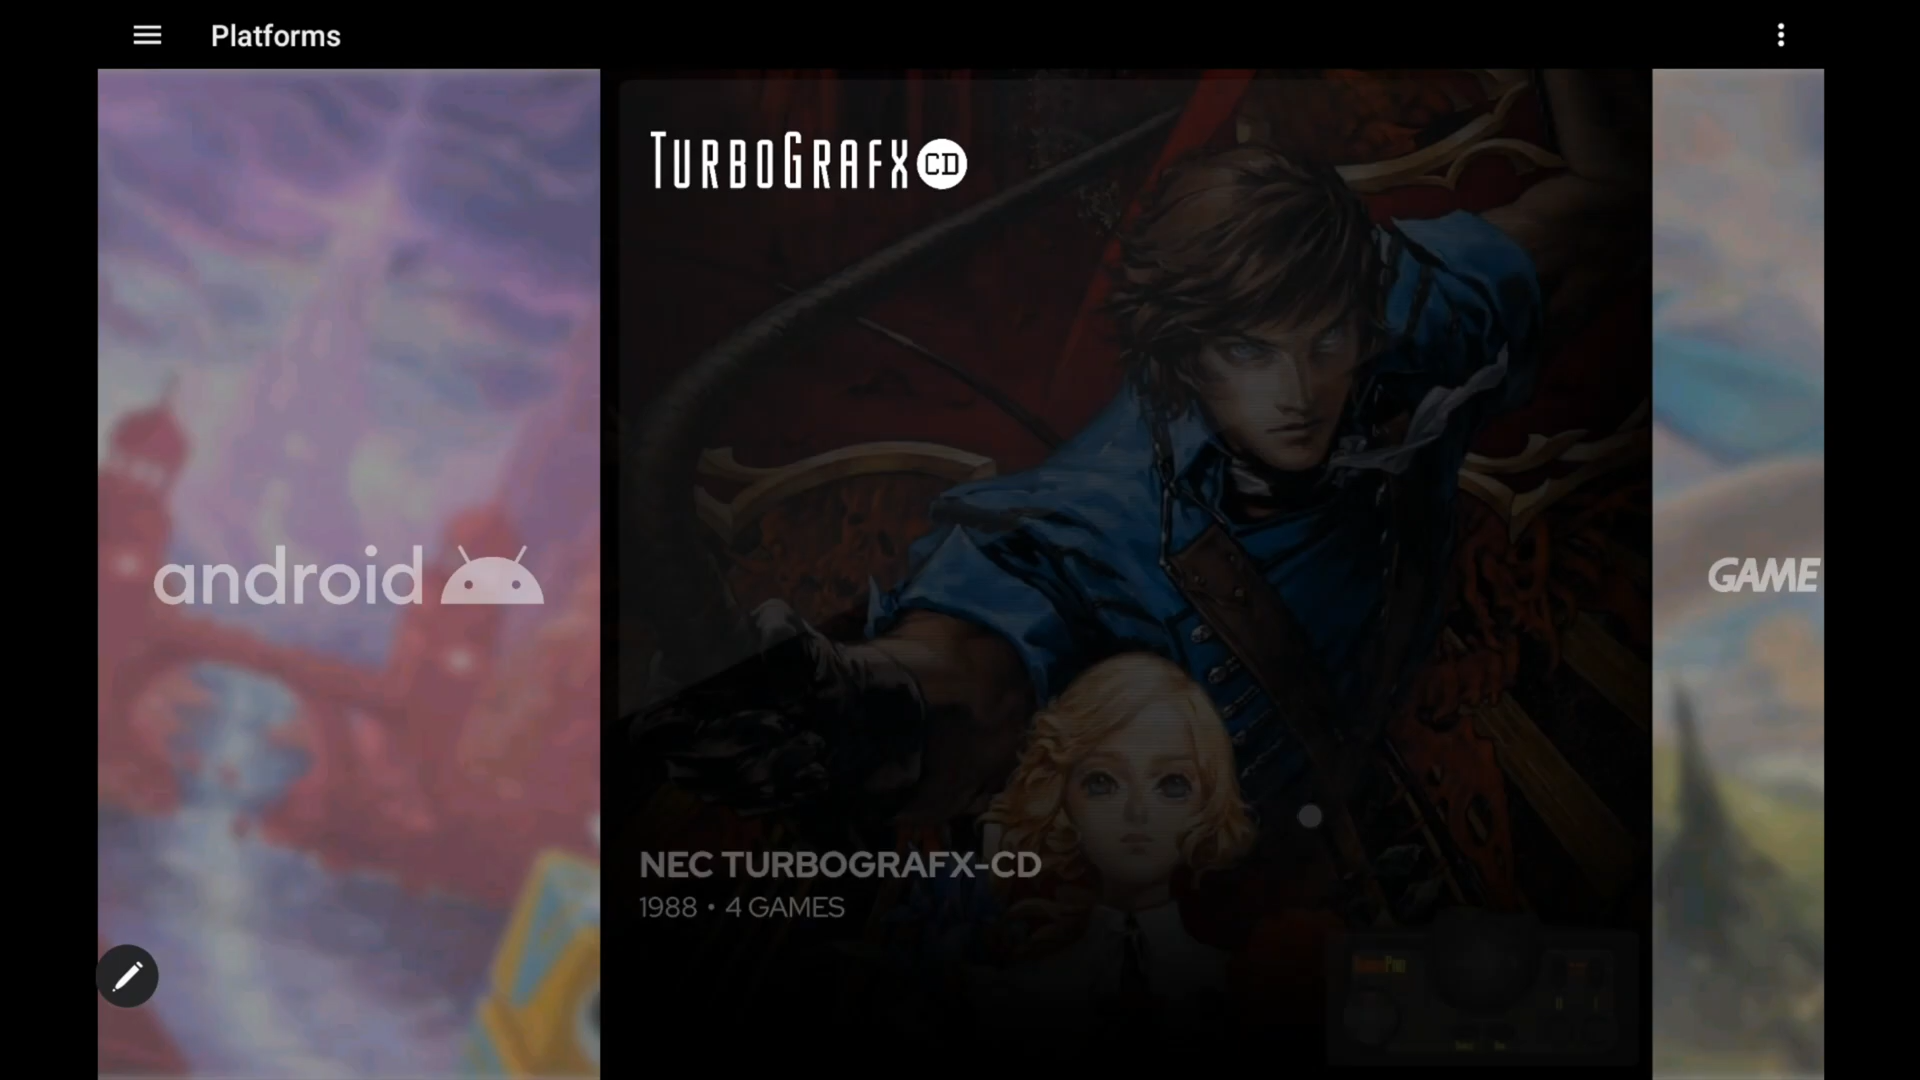 Platforms
TURBOGRAFX CD
android
GAME
NEC TURBOGRAFX-CD
1988 • 4 GAMES